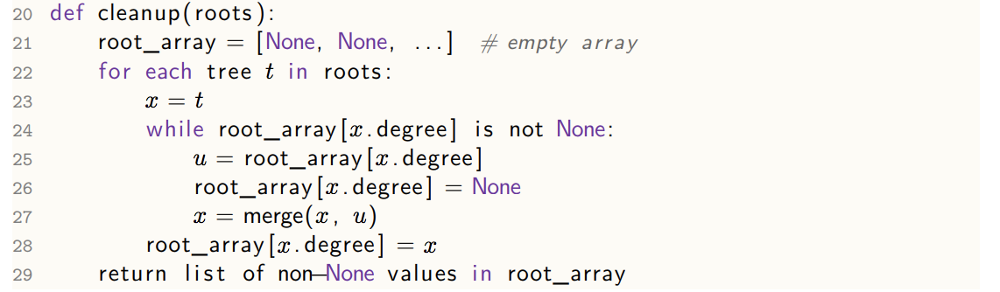 20 def cleanup(roots):
21     root_array = [None, None, ...]  # empty array
22     for each tree t in roots:
23         x = t
24         while root_array[x.degree] is not None:
25             u = root_array[x.degree]
26             root_array[x.degree] = None
27             x = merge(x, u)
28         root_array[x.degree] = x
29     return list of non–None values in root_array